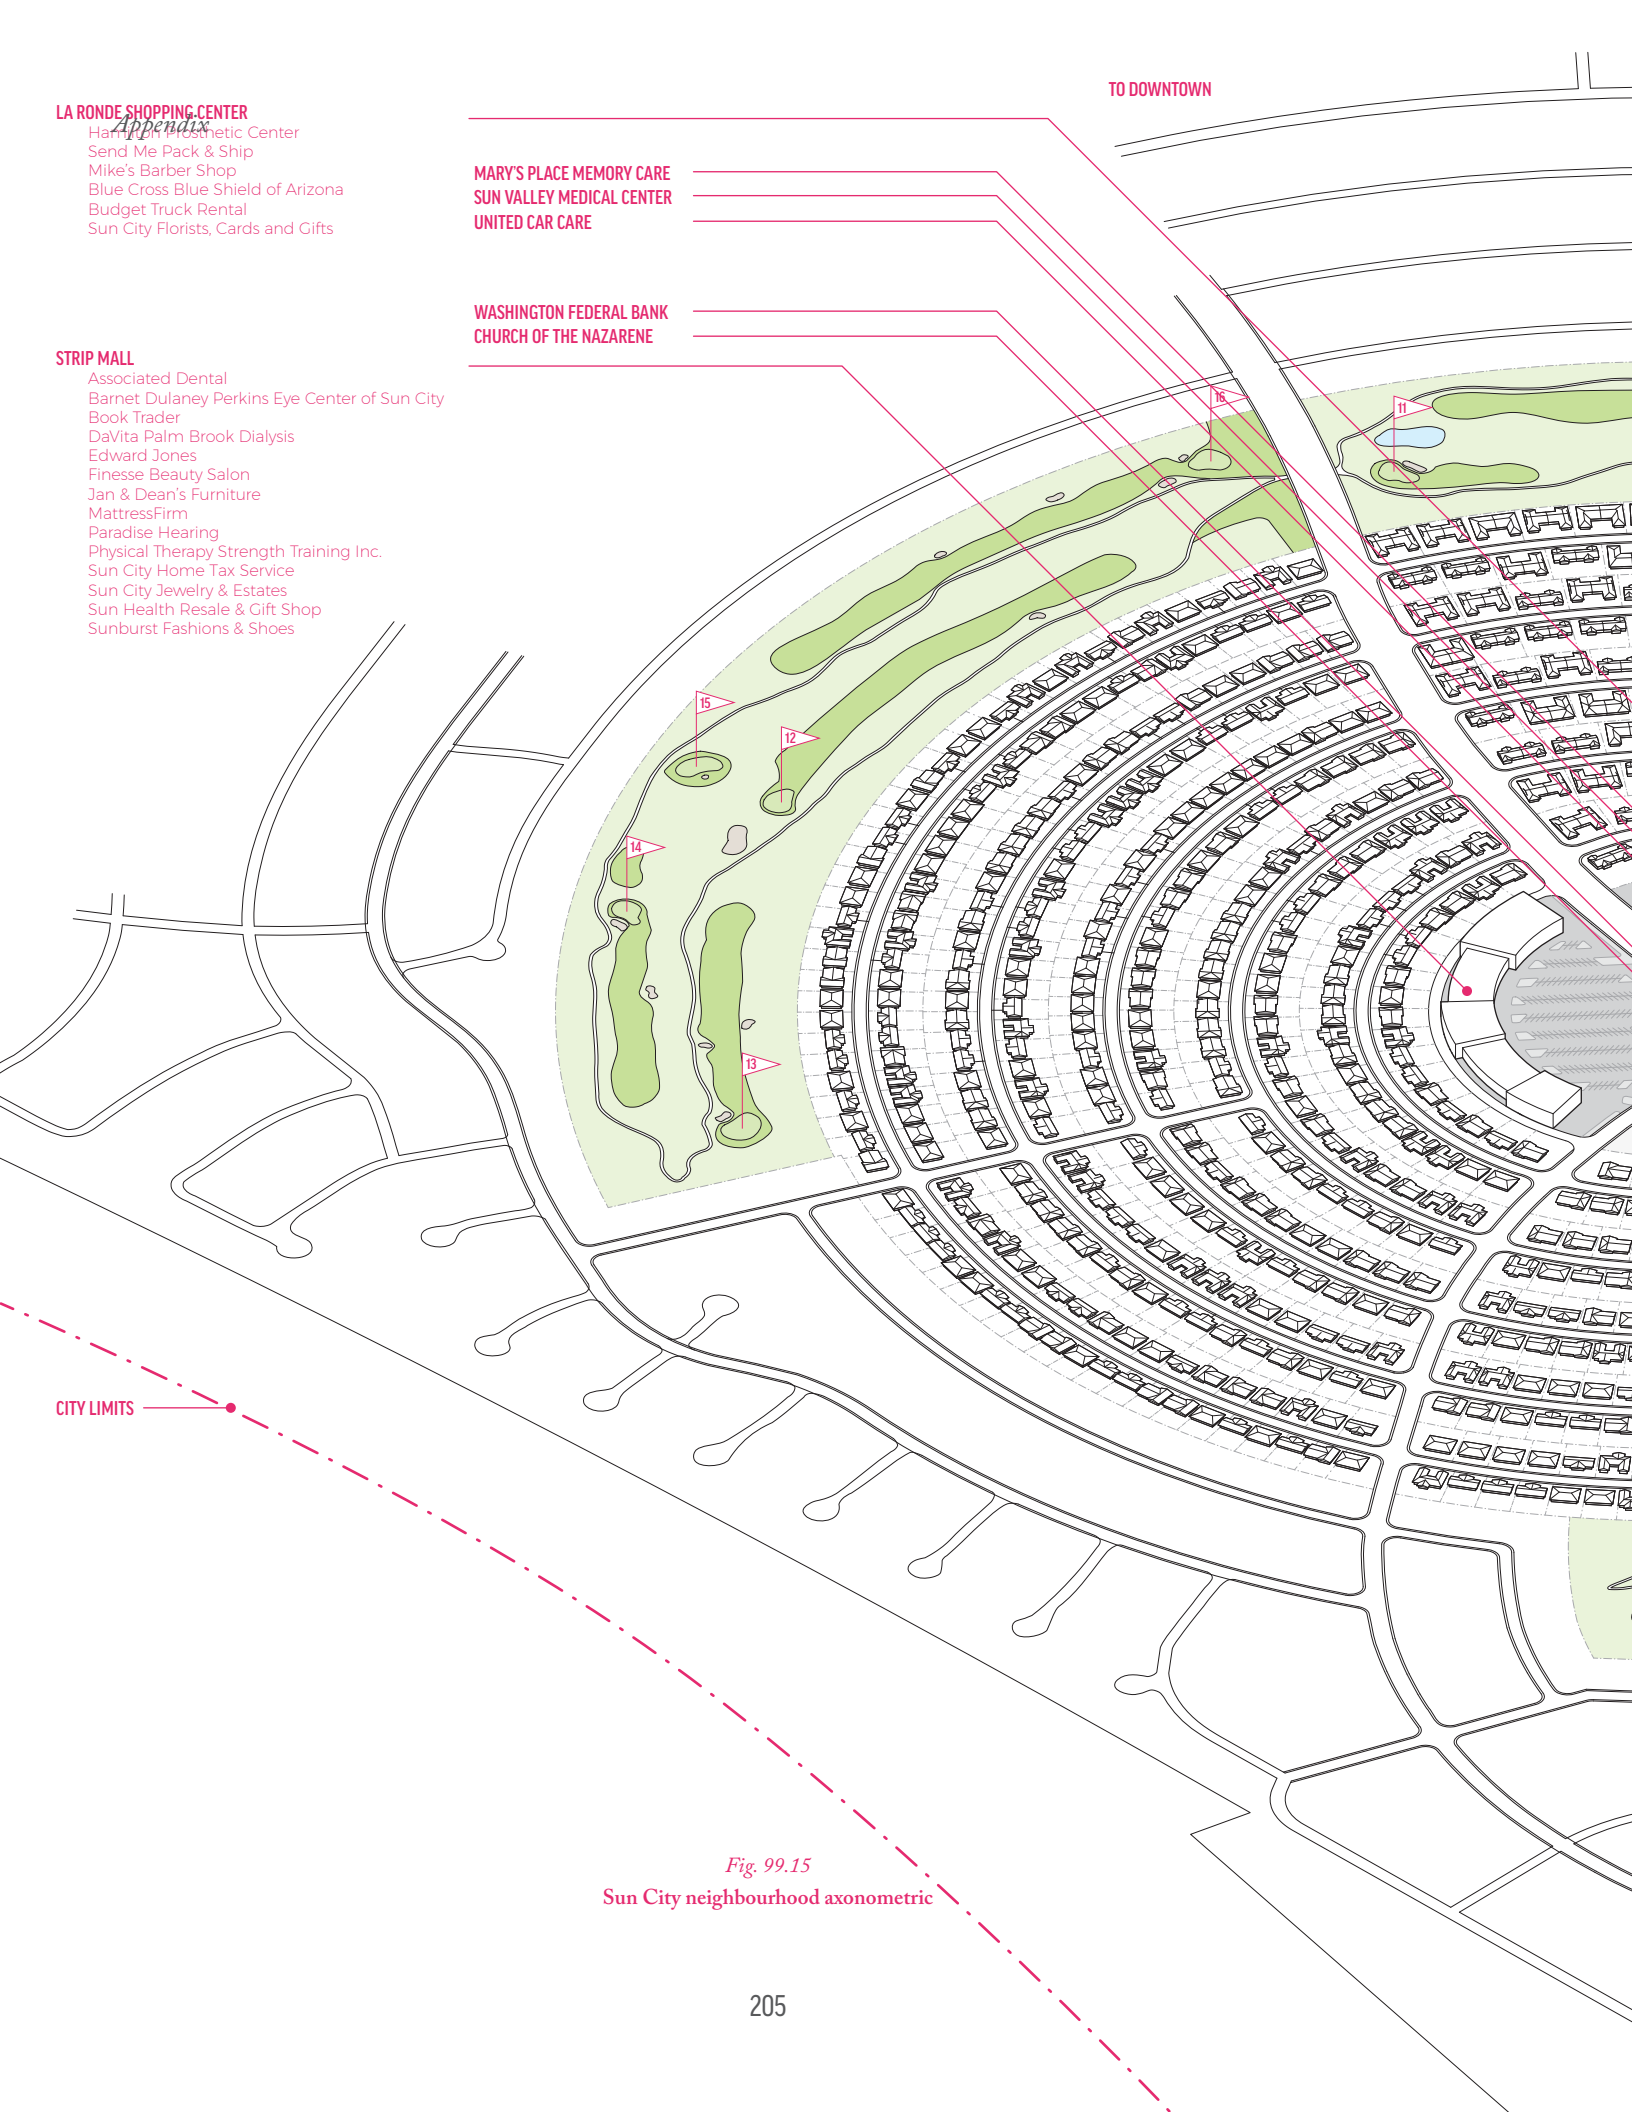 TO DOWNTOWN
LA RONDE SHOPPING CENTER
Appendix
Hamilton Prosthetic Center
Send Me Pack & Ship
Mike's Barber Shop
Blue Cross Blue Shield of Arizona
Budget Truck Rental
Sun City Florists, Cards and Gifts
MARY'S PLACE MEMORY CARE
SUN VALLEY MEDICAL CENTER
UNITED CAR CARE
WASHINGTON FEDERAL BANK
CHURCH OF THE NAZARENE
STRIP MALL
Associated Dental
Barnet Dulaney Perkins Eye Center of Sun City
Book Trader
DaVita Palm Brook Dialysis
Edward Jones
Finesse Beauty Salon
Jan & Dean's Furniture
MattressFirm
Paradise Hearing
Physical Therapy Strength Training Inc.
Sun City Home Tax Service
Sun City Jewelry & Estates
Sun Health Resale & Gift Shop
Sunburst Fashions & Shoes
16
11
15
12
14
13
CITY LIMITS
Fig. 99.15
Sun City neighbourhood axonometric
205